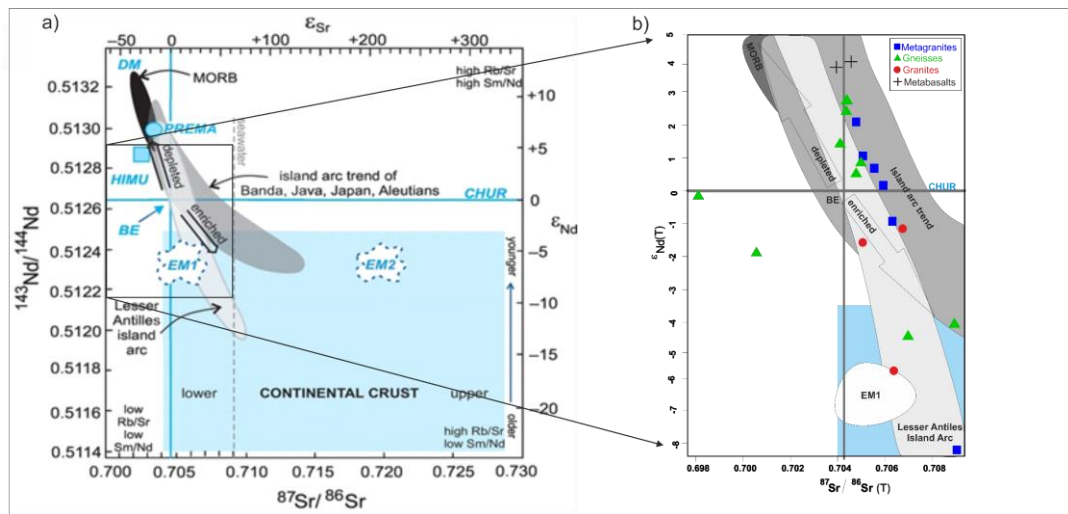 a)
εSr
−50 0 +100 +200 +300
DM
MORB
high Rb/Sr
high Sm/Nd
PREMA
seawater
depleted
HIMU
island arc trend of
Banda, Java, Japan, Aleutians
CHUR
BE
enriched
EM1
EM2
Lesser
Antilles
island
arc
younger
older
lower
CONTINENTAL CRUST
upper
low
Rb/Sr
low
Sm/Nd
high Rb/Sr
low Sm/Nd
143Nd/144Nd
0.5132
0.5130
0.5128
0.5126
0.5124
0.5122
0.5120
0.5118
0.5116
0.5114
+10
+5
0
−5
−10
−15
−20
εNd
0.700 0.705 0.710 0.715 0.720 0.725 0.730
87Sr/86Sr
b)
MORB
Metagranites
Gneisses
Granites
Metabasalts
depleted
Island arc trend
CHUR
BE
enriched
EM1
Lesser Antiles
Island Arc
εNd(T)
5
4
3
2
1
0
-1
-2
-3
-4
-5
-6
-7
-8
0.698 0.700 0.702 0.704 0.706 0.708
87Sr / 86Sr (T)